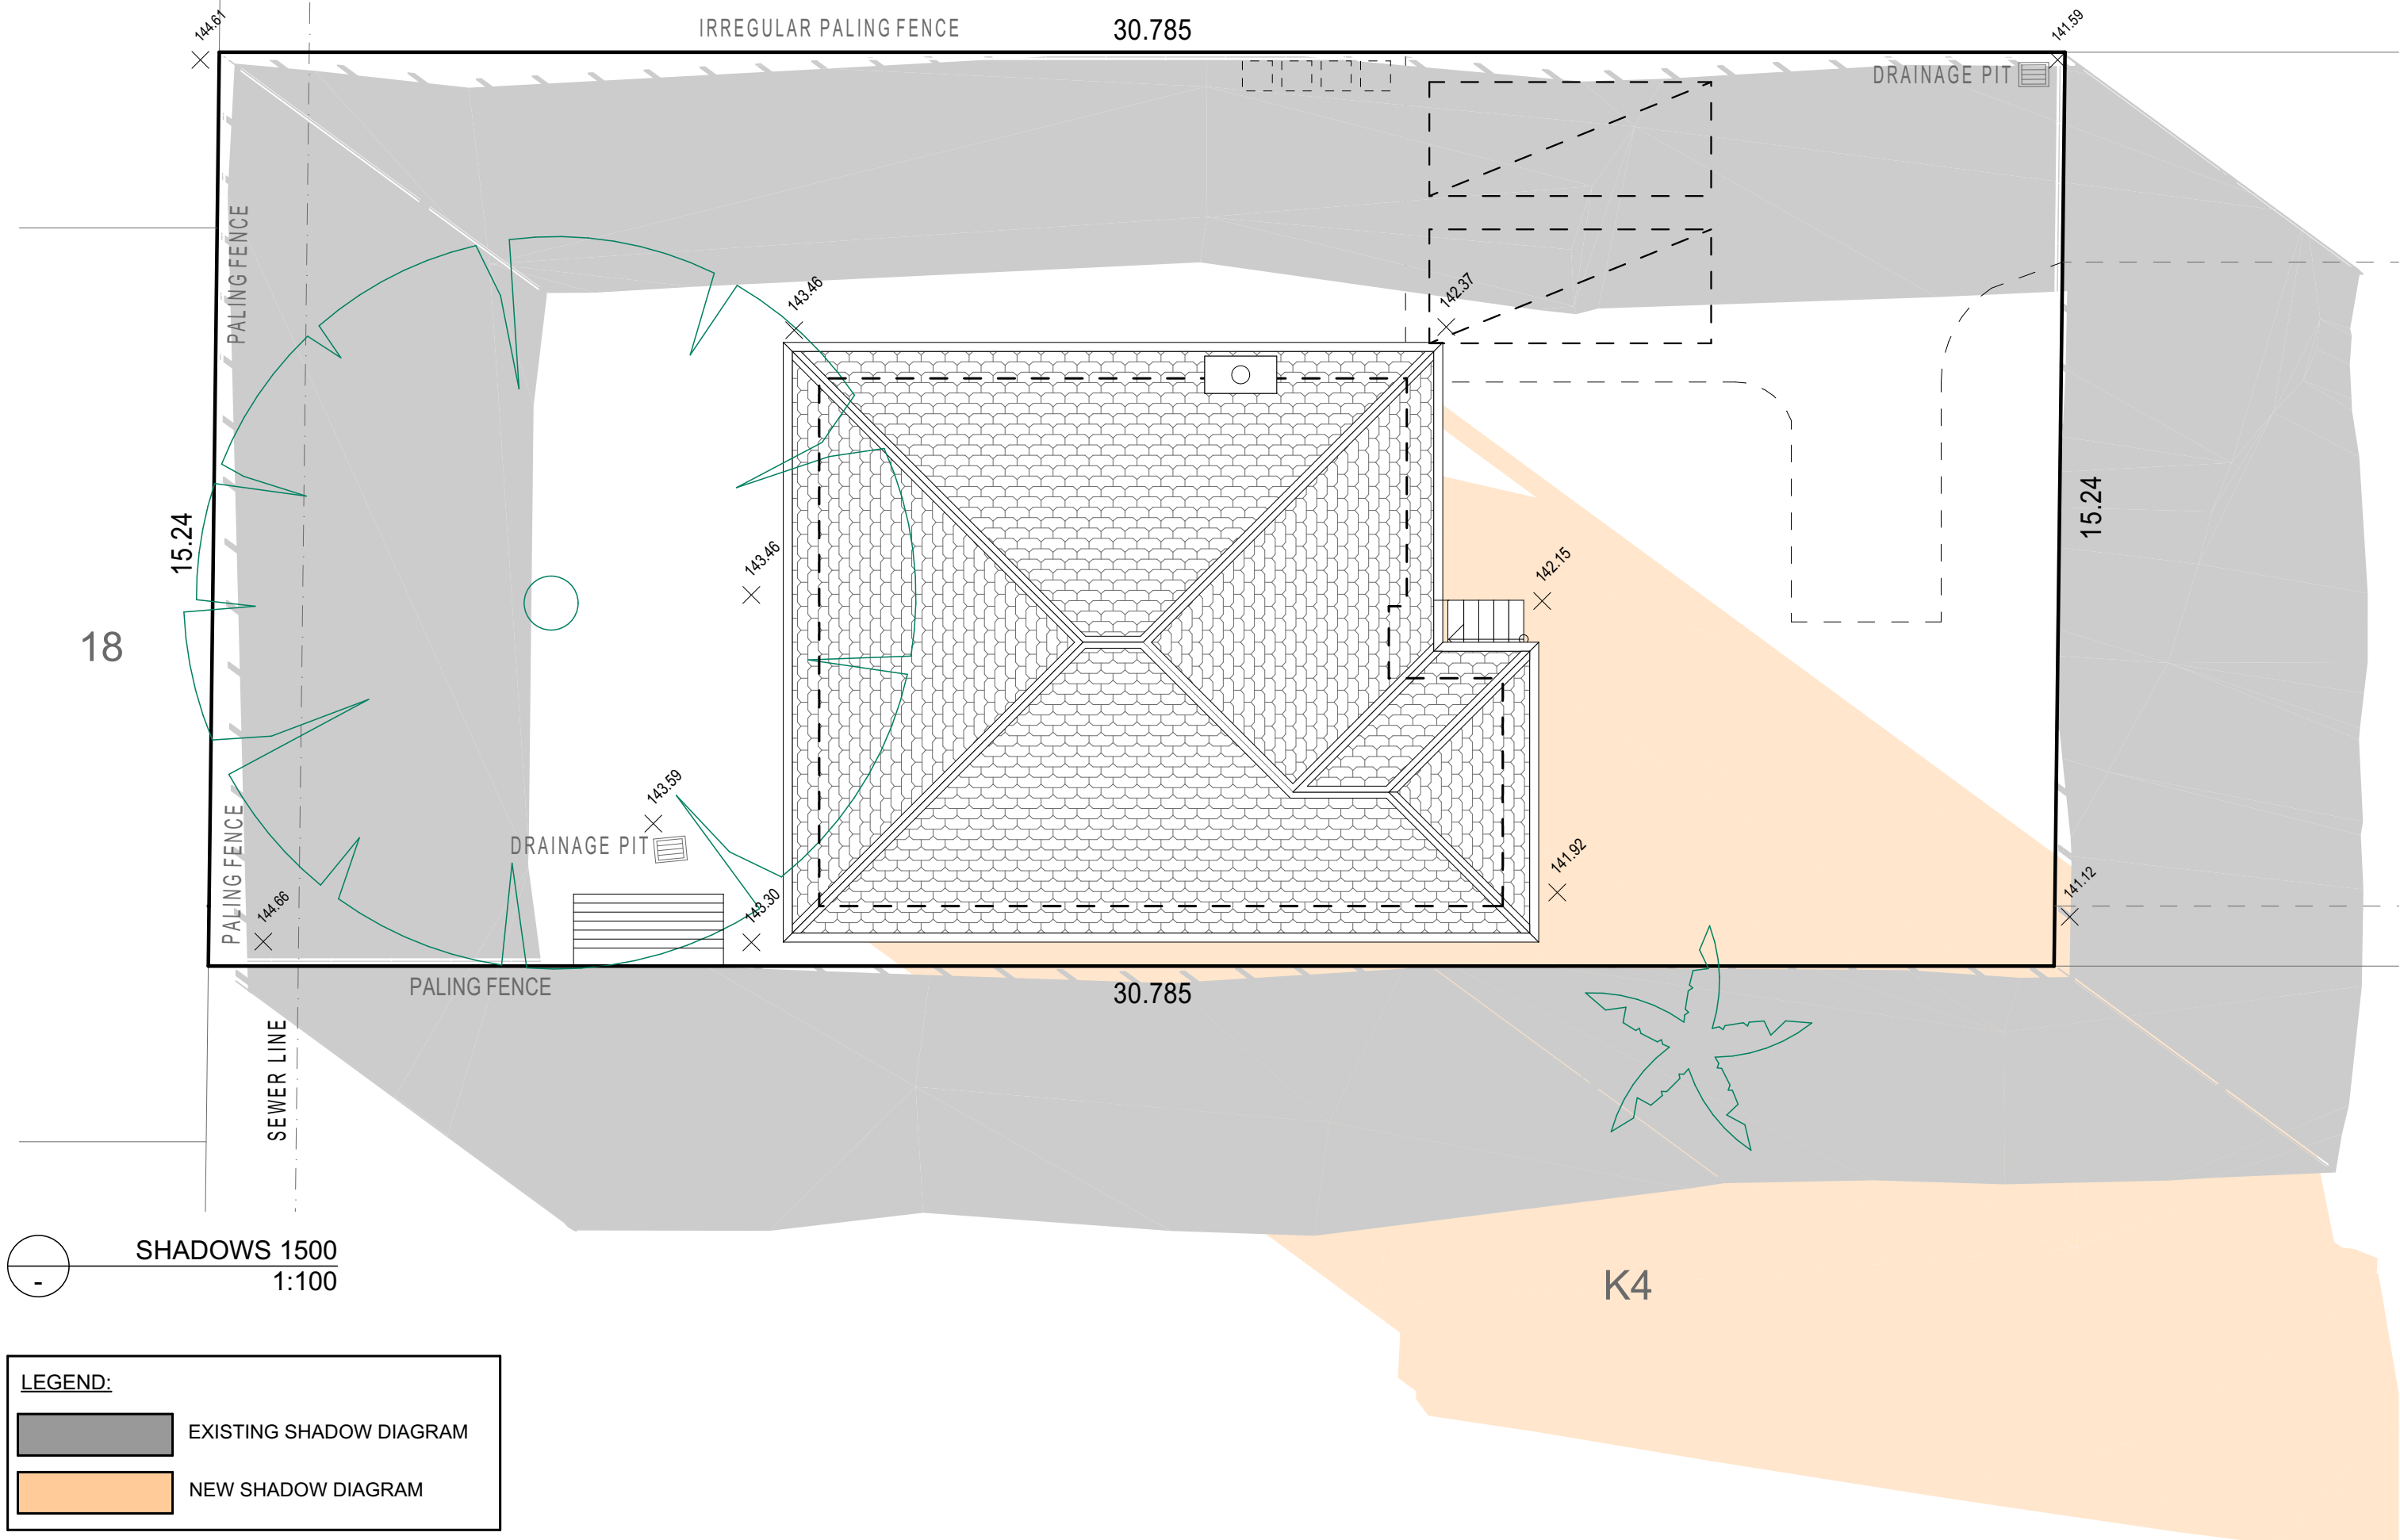 144.61
IRREGULAR PALING FENCE
30.785
141.59
DRAINAGE PIT
PALING FENCE
143.46
142.37
15.24
15.24
143.46
142.15
18
143.59
DRAINAGE PIT
PALING FENCE
144.66
143.30
141.92
141.12
PALING FENCE
30.785
SEWER LINE
SHADOWS 1500
-
1:100
K4
LEGEND:
EXISTING SHADOW DIAGRAM
NEW SHADOW DIAGRAM